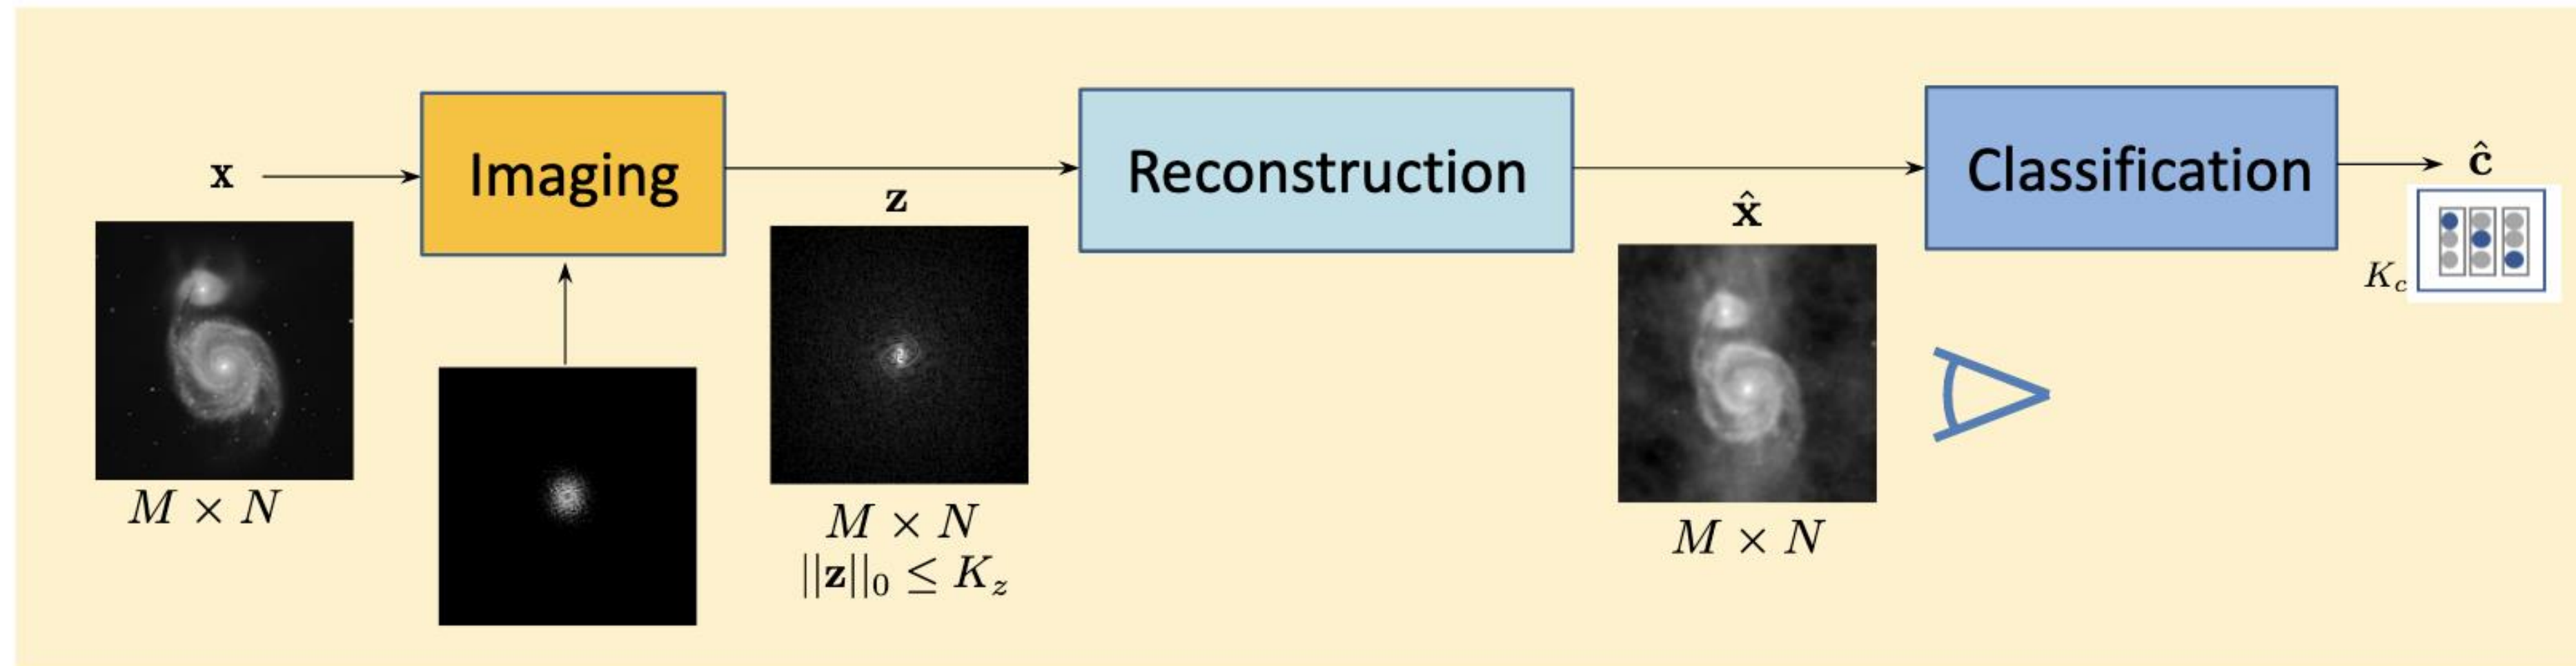 x
Imaging
z
Reconstruction
x̂
Classification
ĉ
K_c
M × N
M × N
||z||₀ ≤ K_z
M × N